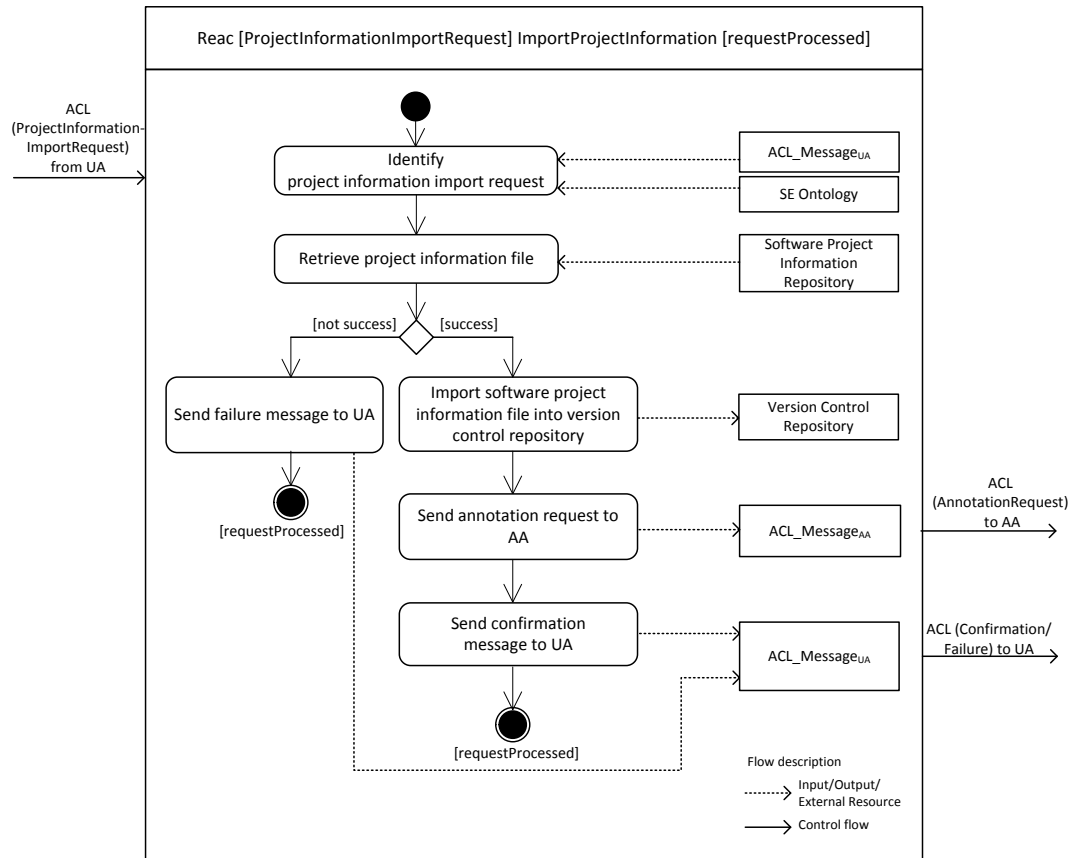 Reac [ProjectInformationImportRequest] ImportProjectInformation [requestProcessed]
ACL
(ProjectInformation-
ImportRequest)
from UA
Identify
project information import request
ACL_MessageUA
SE Ontology
Retrieve project information file
Software Project
Information
Repository
[not success]
[success]
Send failure message to UA
Import software project
information file into version
control repository
Version Control
Repository
[requestProcessed]
Send annotation request to
AA
ACL_MessageAA
ACL
(AnnotationRequest)
to AA
Send confirmation
message to UA
ACL_MessageUA
ACL (Confirmation/
Failure) to UA
[requestProcessed]
Flow description
Input/Output/
External Resource
Control flow